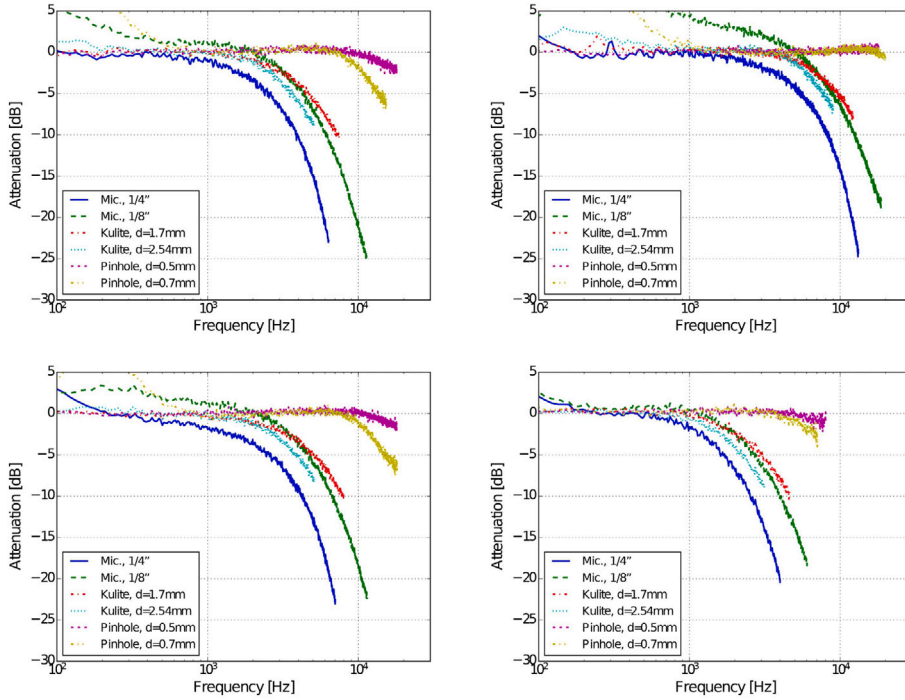 5
0
−5
−10
−15
−20
−25
−30
Attenuation [dB]
10²
10³
10⁴
Frequency [Hz]
Mic., 1/4”
Mic., 1/8”
Kulite, d=1.7mm
Kulite, d=2.54mm
Pinhole, d=0.5mm
Pinhole, d=0.7mm
5
0
−5
−10
−15
−20
−25
−30
Attenuation [dB]
10²
10³
10⁴
Frequency [Hz]
Mic., 1/4”
Mic., 1/8”
Kulite, d=1.7mm
Kulite, d=2.54mm
Pinhole, d=0.5mm
Pinhole, d=0.7mm
5
0
−5
−10
−15
−20
−25
−30
Attenuation [dB]
10²
10³
10⁴
Frequency [Hz]
Mic., 1/4”
Mic., 1/8”
Kulite, d=1.7mm
Kulite, d=2.54mm
Pinhole, d=0.5mm
Pinhole, d=0.7mm
5
0
−5
−10
−15
−20
−25
−30
Attenuation [dB]
10²
10³
10⁴
Frequency [Hz]
Mic., 1/4”
Mic., 1/8”
Kulite, d=1.7mm
Kulite, d=2.54mm
Pinhole, d=0.5mm
Pinhole, d=0.7mm